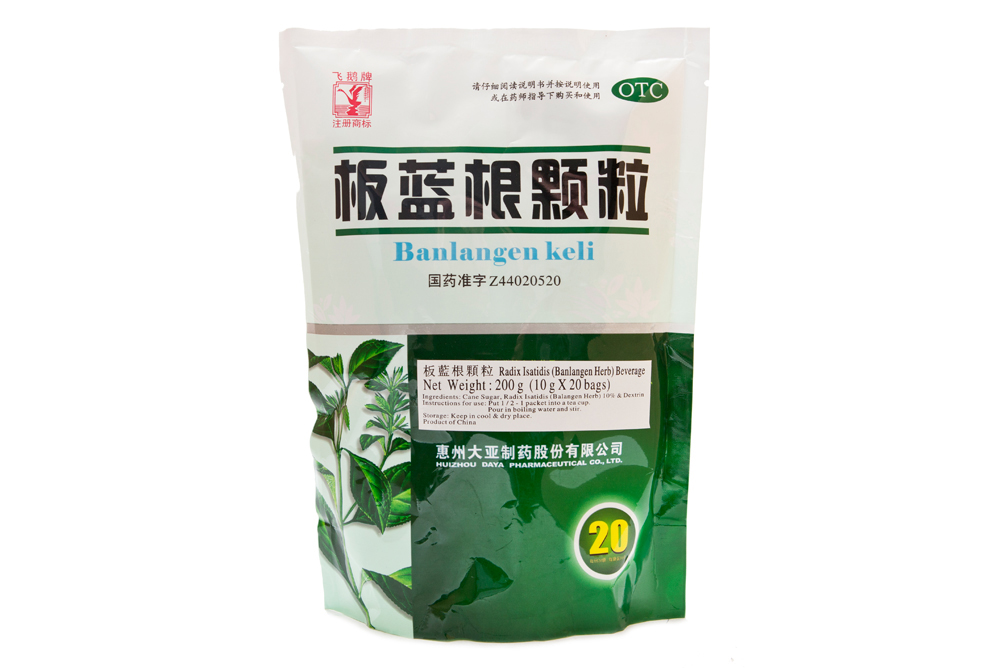 飞鹅牌
注册商标
请仔细阅读说明书并按说明使用
或在药师指导下购买和使用
OTC
板蓝根颗粒
Banlangen keli
国药准字Z44020520
板藍根顆粒 Radix Isatidis (Banlangen Herb) Beverage
Net Weight: 200 g (10 g X 20 bags)
Ingredients: Cane Sugar, Radix Isatidis (Balangen Herb) 10% & Dextrin
Instructions for use: Put 1 / 2 - 1 packet into a tea cup.
Pour in boiling water and stir.
Storage: Keep in cool & dry place.
Product of China
惠州大亚制药股份有限公司
HUIZHOU DAYA PHARMACEUTICAL CO., LTD.
20